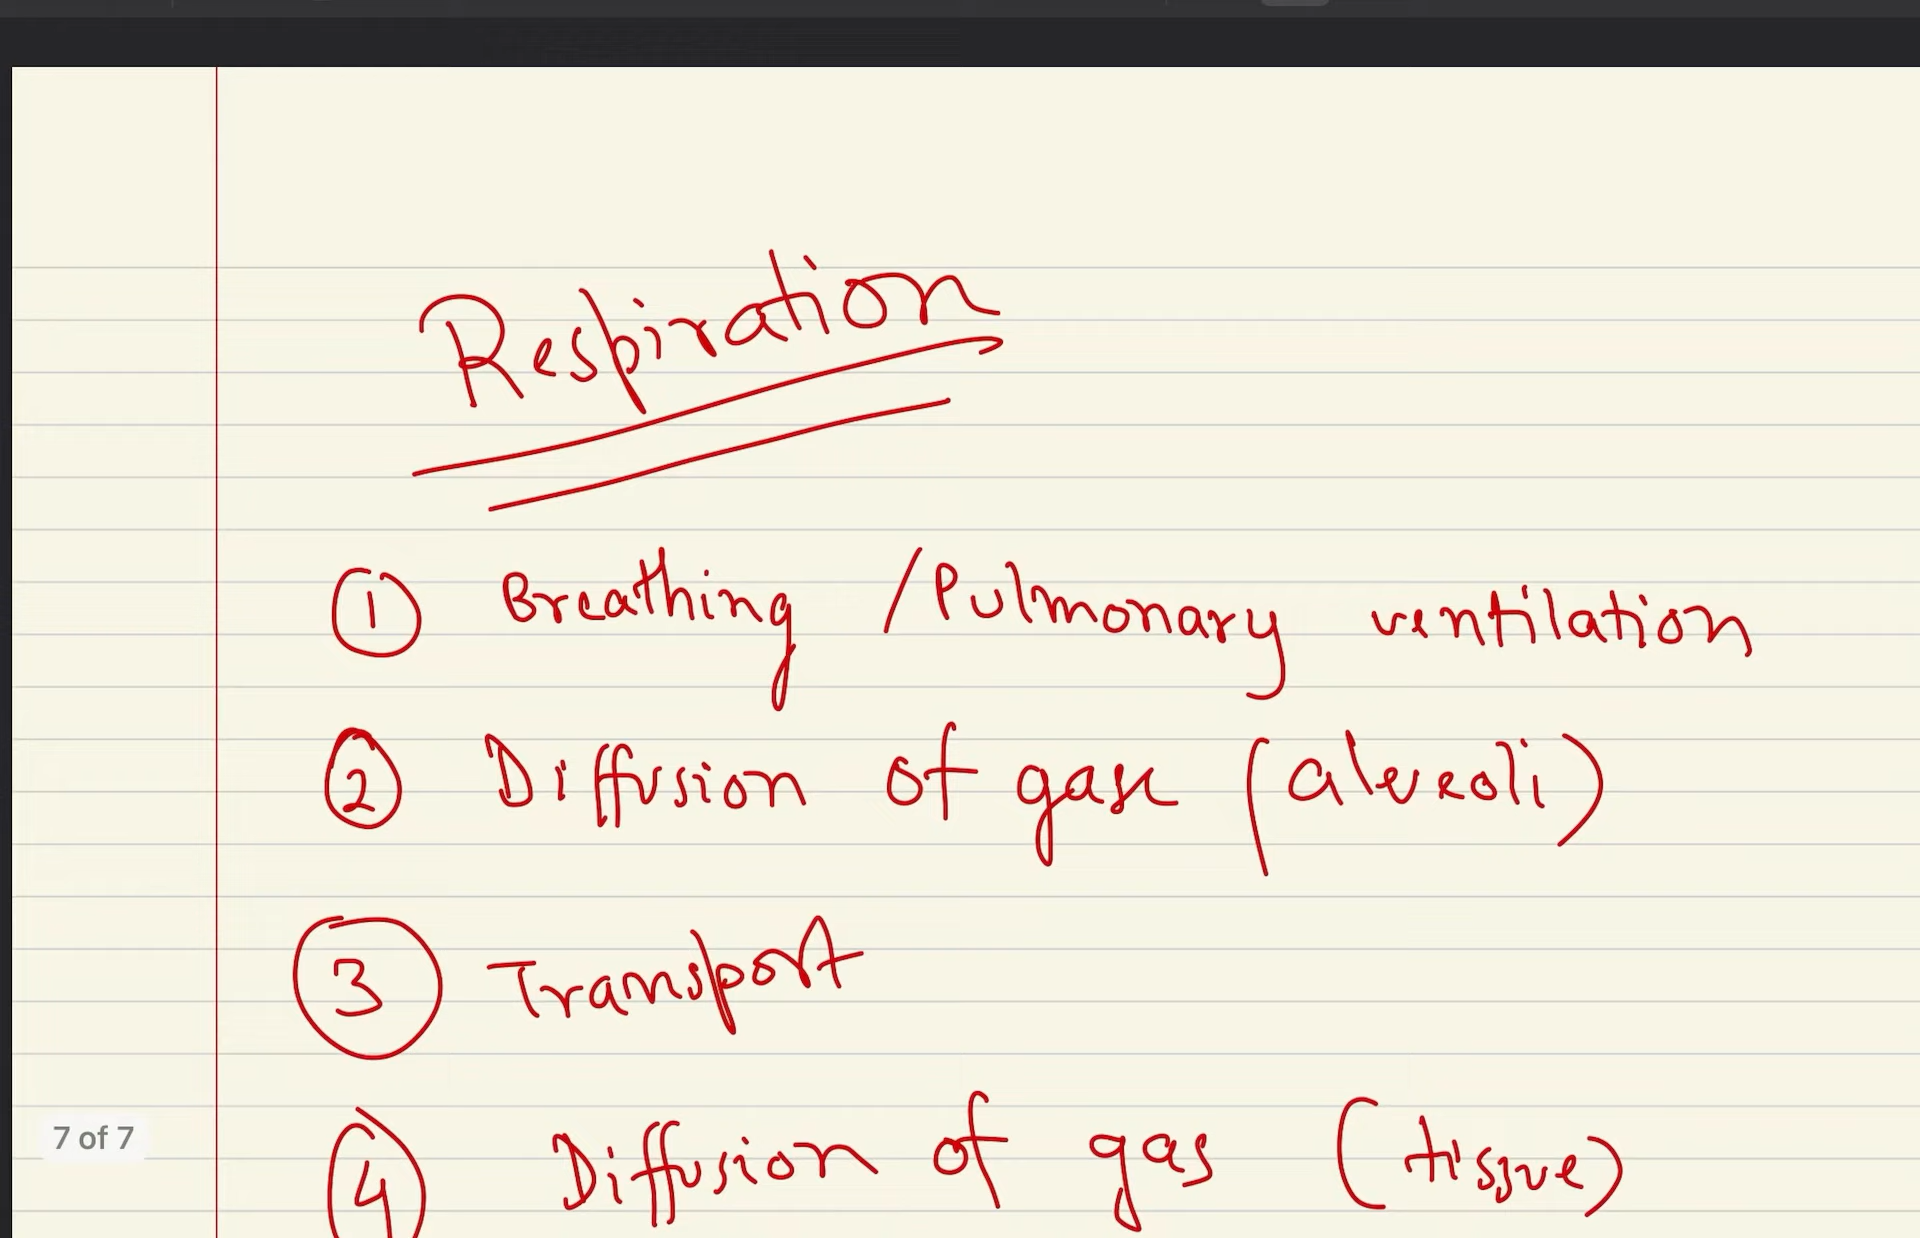 Respiration
① Breathing / Pulmonary ventilation
② Diffusion of gase (alveoli)
③ Transport
④ Diffusion of gas (tissue)
7 of 7